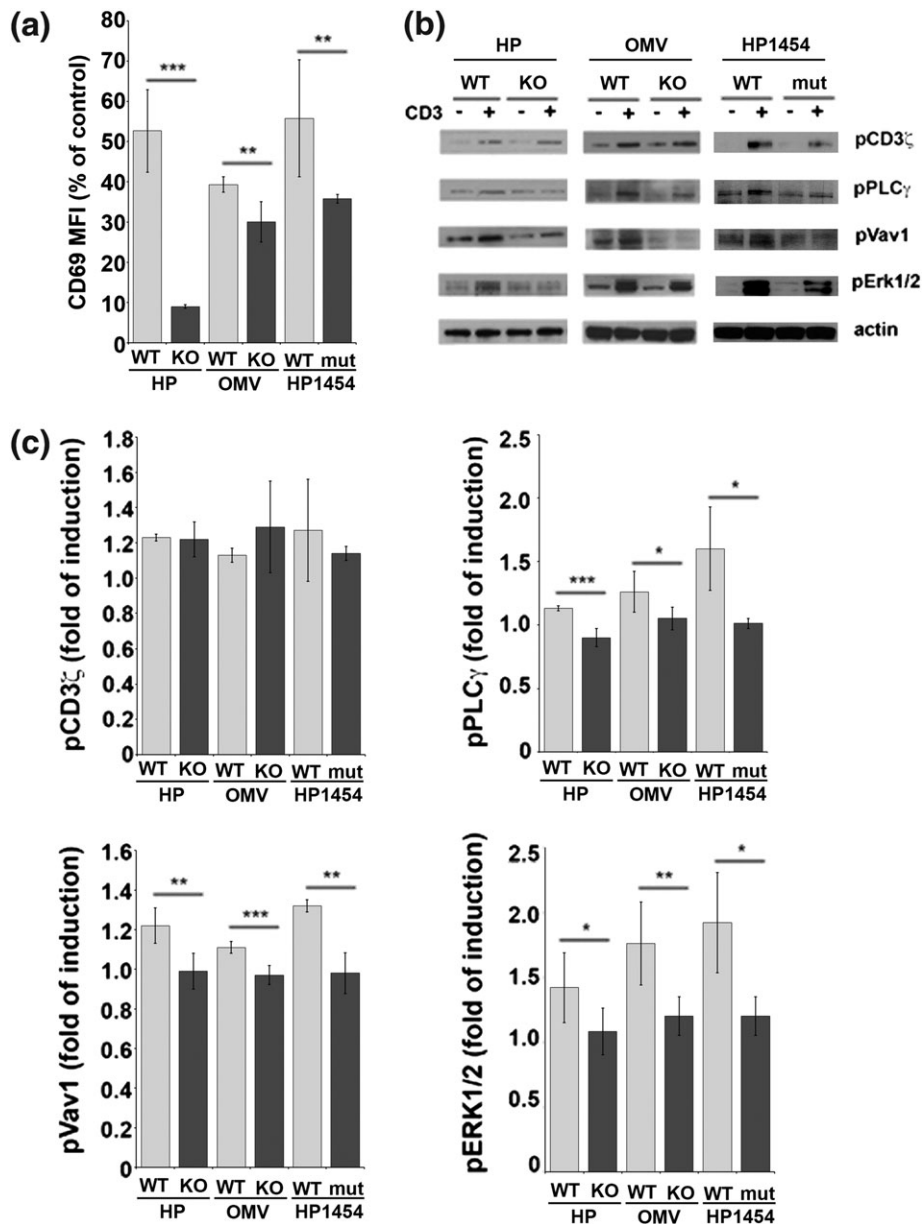 (a)
CD69 MFI (% of control)
80
70
60
50
40
30
20
10
0
***
**
**
WT KO WT KO WT mut
HP OMV HP1454
(b)
HP OMV HP1454
WT KO WT KO WT mut
CD3 - + - + - + - + - + - +
pCD3ζ
pPLCγ
pVav1
pErk1/2
actin
(c)
pCD3ζ (fold of induction)
1.8
1.6
1.4
1.2
1.0
0.8
0.6
0.4
0.2
0
WT KO WT KO WT mut
HP OMV HP1454
pPLCγ (fold of induction)
2.5
2.0
1.5
1.0
0.5
0
***
*
*
WT KO WT KO WT mut
HP OMV HP1454
pVav1 (fold of induction)
1.6
1.4
1.2
1.0
0.8
0.6
0.4
0.2
0
**
***
**
WT KO WT KO WT mut
HP OMV HP1454
pERK1/2 (fold of induction)
2.5
2.0
1.5
1.0
0.5
0
*
**
*
WT KO WT KO WT mut
HP OMV HP1454